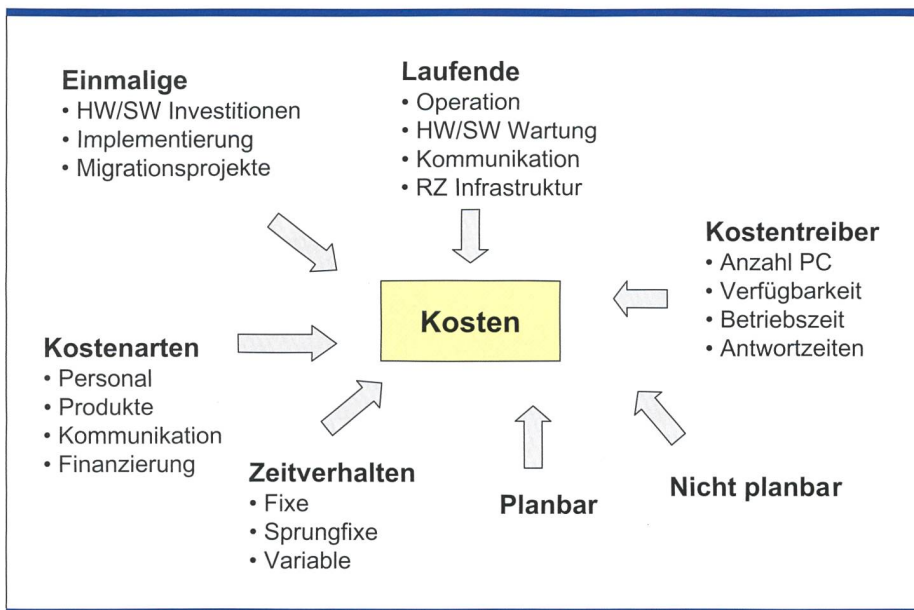 Einmalige
• HW/SW Investitionen
• Implementierung
• Migrationsprojekte
Laufende
• Operation
• HW/SW Wartung
• Kommunikation
• RZ Infrastruktur
Kostentreiber
• Anzahl PC
• Verfügbarkeit
• Betriebszeit
• Antwortzeiten
Kosten
Kostenarten
• Personal
• Produkte
• Kommunikation
• Finanzierung
Zeitverhalten
• Fixe
• Sprungfixe
• Variable
Planbar
Nicht planbar